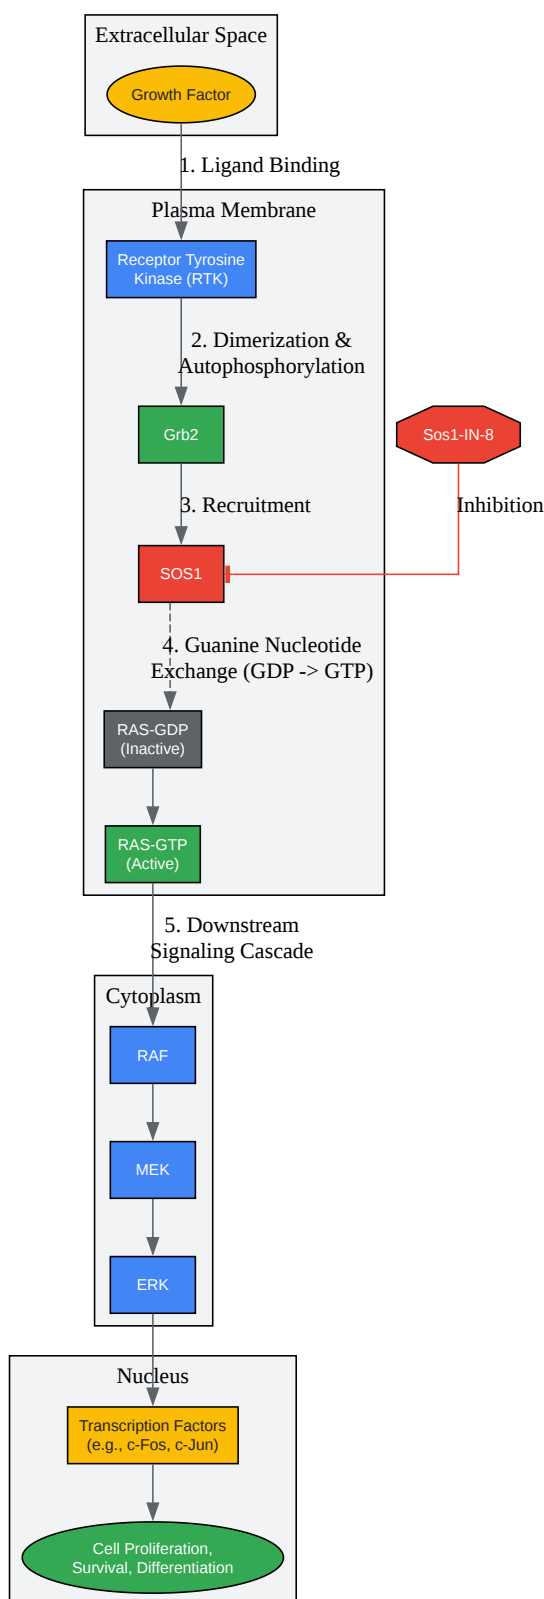 Extracellular Space
Growth Factor
1. Ligand Binding
Plasma Membrane
Receptor Tyrosine
Kinase (RTK)
2. Dimerization &
Autophosphorylation
Grb2
Sos1-IN-8
3. Recruitment
Inhibition
SOS1
4. Guanine Nucleotide
Exchange (GDP -> GTP)
RAS-GDP
(Inactive)
RAS-GTP
(Active)
5. Downstream
Signaling Cascade
Cytoplasm
RAF
MEK
ERK
Nucleus
Transcription Factors
(e.g., c-Fos, c-Jun)
Cell Proliferation,
Survival, Differentiation